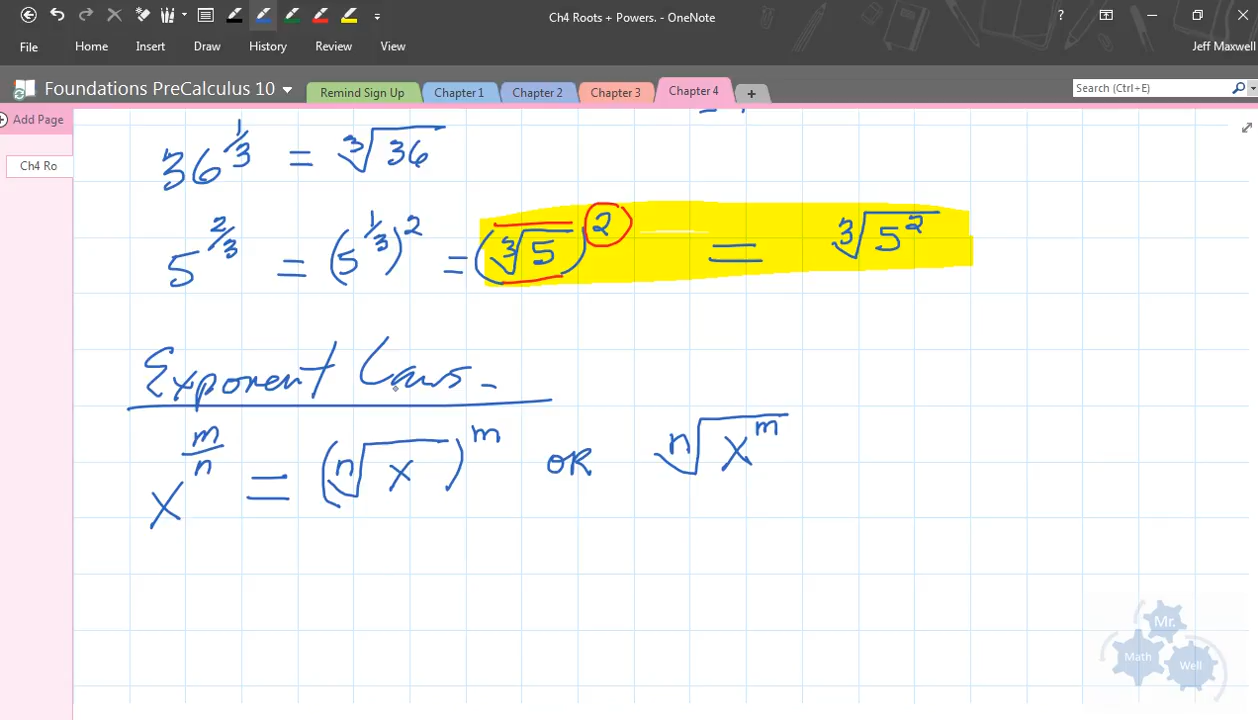 Ch4 Roots + Powers. - OneNote
?
File Home Insert Draw History Review View
Jeff Maxwell
Foundations PreCalculus 10
Remind Sign Up Chapter 1 Chapter 2 Chapter 3 Chapter 4 +
Search (Ctrl+E)
Add Page
Ch4 Ro
36^{1/3} = ∛36
5^{2/3} = (5^{1/3})^2 = (∛5)^2 = ∛5^2
Exponent Laws -
x^{m/n} = (ⁿ√x)^m OR ⁿ√x^m
Mr.
Math Well